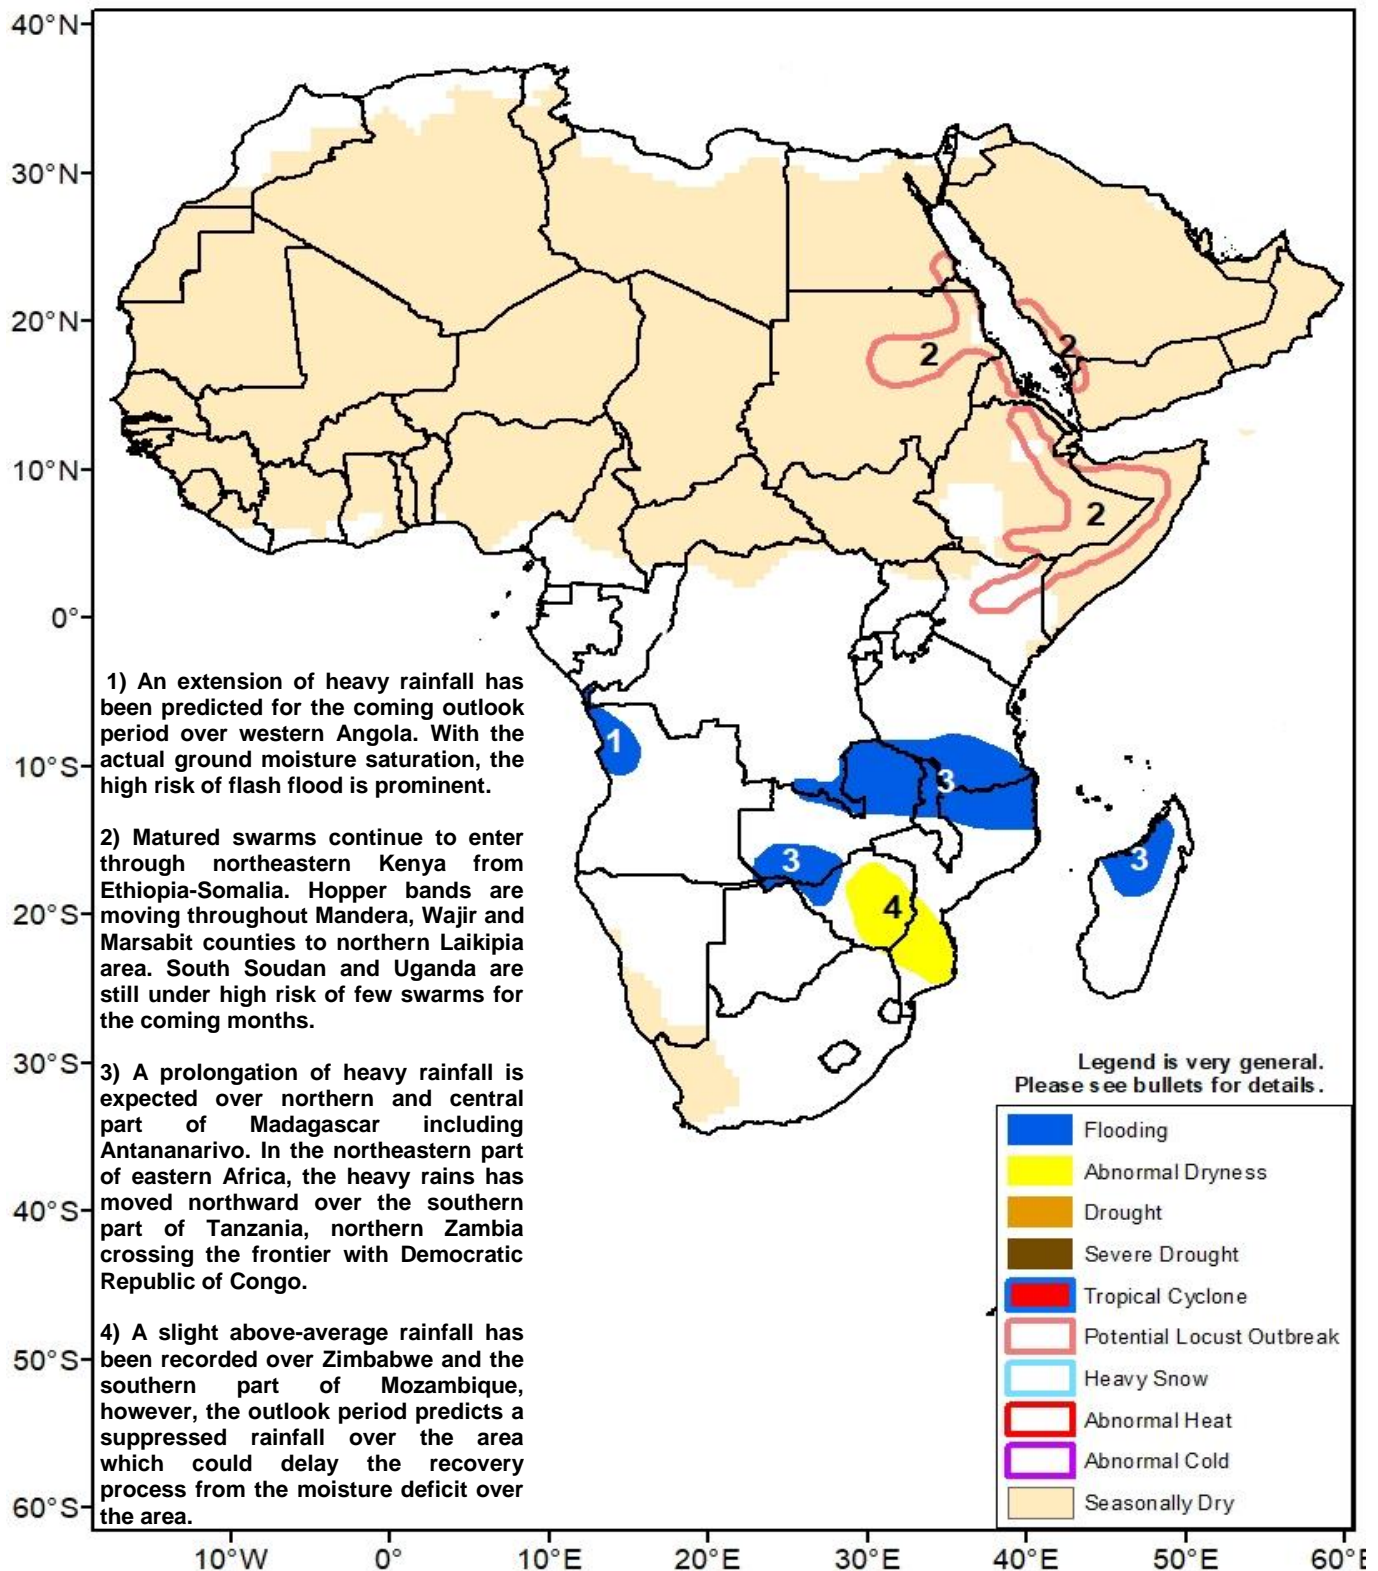 40°N
30°N
20°N
10°N
0°
10°S
20°S
30°S
40°S
50°S
60°S
2
2
2
1
3
3
3
4
1) An extension of heavy rainfall has
been predicted for the coming outlook
period over western Angola. With the
actual ground moisture saturation, the
high risk of flash flood is prominent.
2) Matured swarms continue to enter
through northeastern Kenya from
Ethiopia-Somalia. Hopper bands are
moving throughout Mandera, Wajir and
Marsabit counties to northern Laikipia
area. South Soudan and Uganda are
still under high risk of few swarms for
the coming months.
3) A prolongation of heavy rainfall is
expected over northern and central
part of Madagascar including
Antananarivo. In the northeastern part
of eastern Africa, the heavy rains has
moved northward over the southern
part of Tanzania, northern Zambia
crossing the frontier with Democratic
Republic of Congo.
4) A slight above-average rainfall has
been recorded over Zimbabwe and the
southern part of Mozambique,
however, the outlook period predicts a
suppressed rainfall over the area
which could delay the recovery
process from the moisture deficit over
the area.
Legend is very general.
Please see bullets for details.
Flooding
Abnormal Dryness
Drought
Severe Drought
Tropical Cyclone
Potential Locust Outbreak
Heavy Snow
Abnormal Heat
Abnormal Cold
Seasonally Dry
10°W
0°
10°E
20°E
30°E
40°E
50°E
60°E